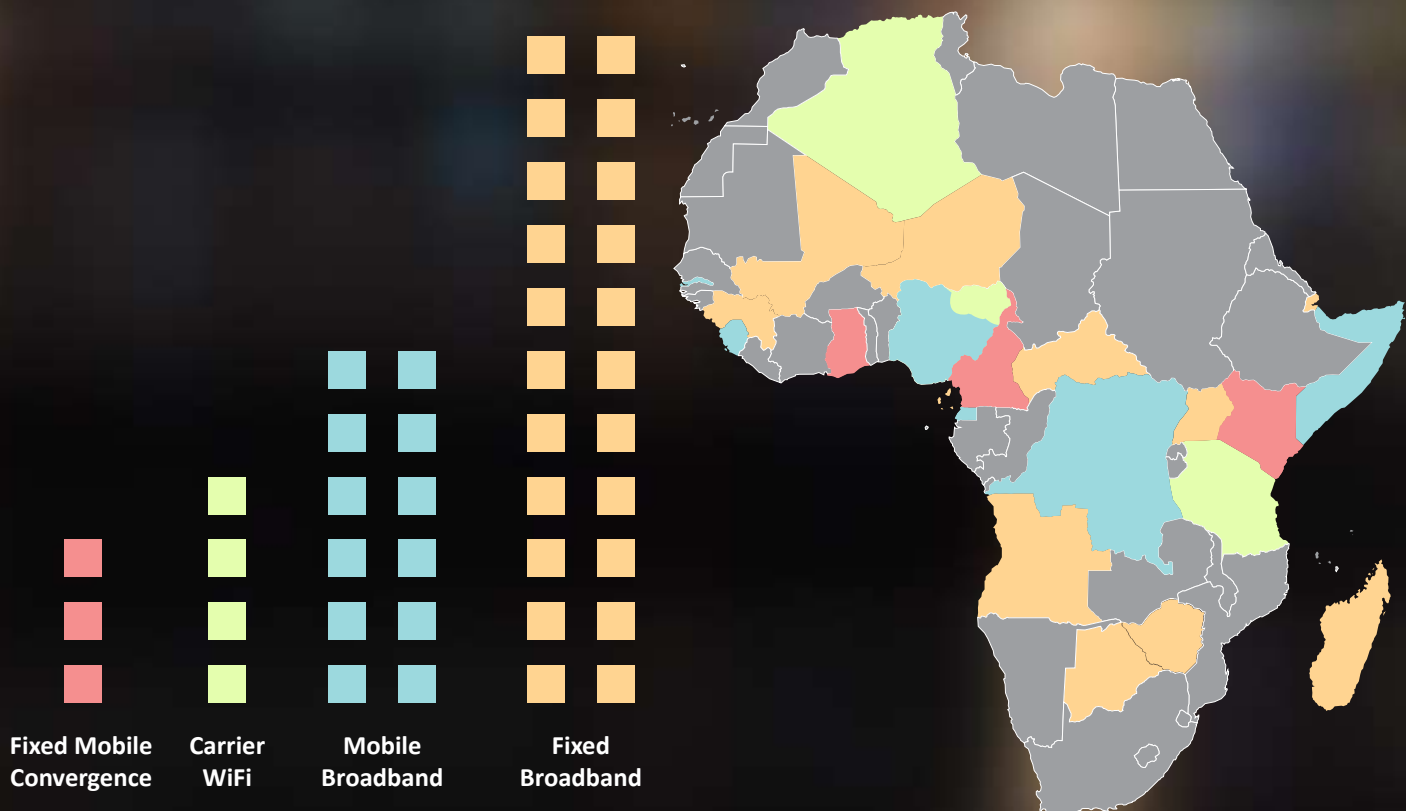 Fixed Mobile
Convergence
Carrier
WiFi
Mobile
Broadband
Fixed
Broadband